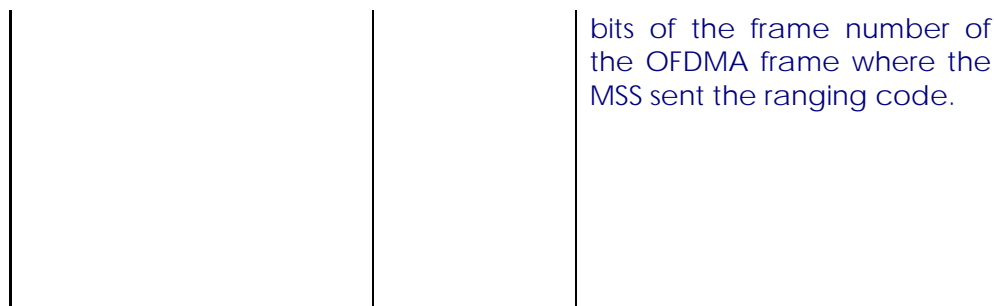 bits of the frame number of
the OFDMA frame where the
MSS sent the ranging code.